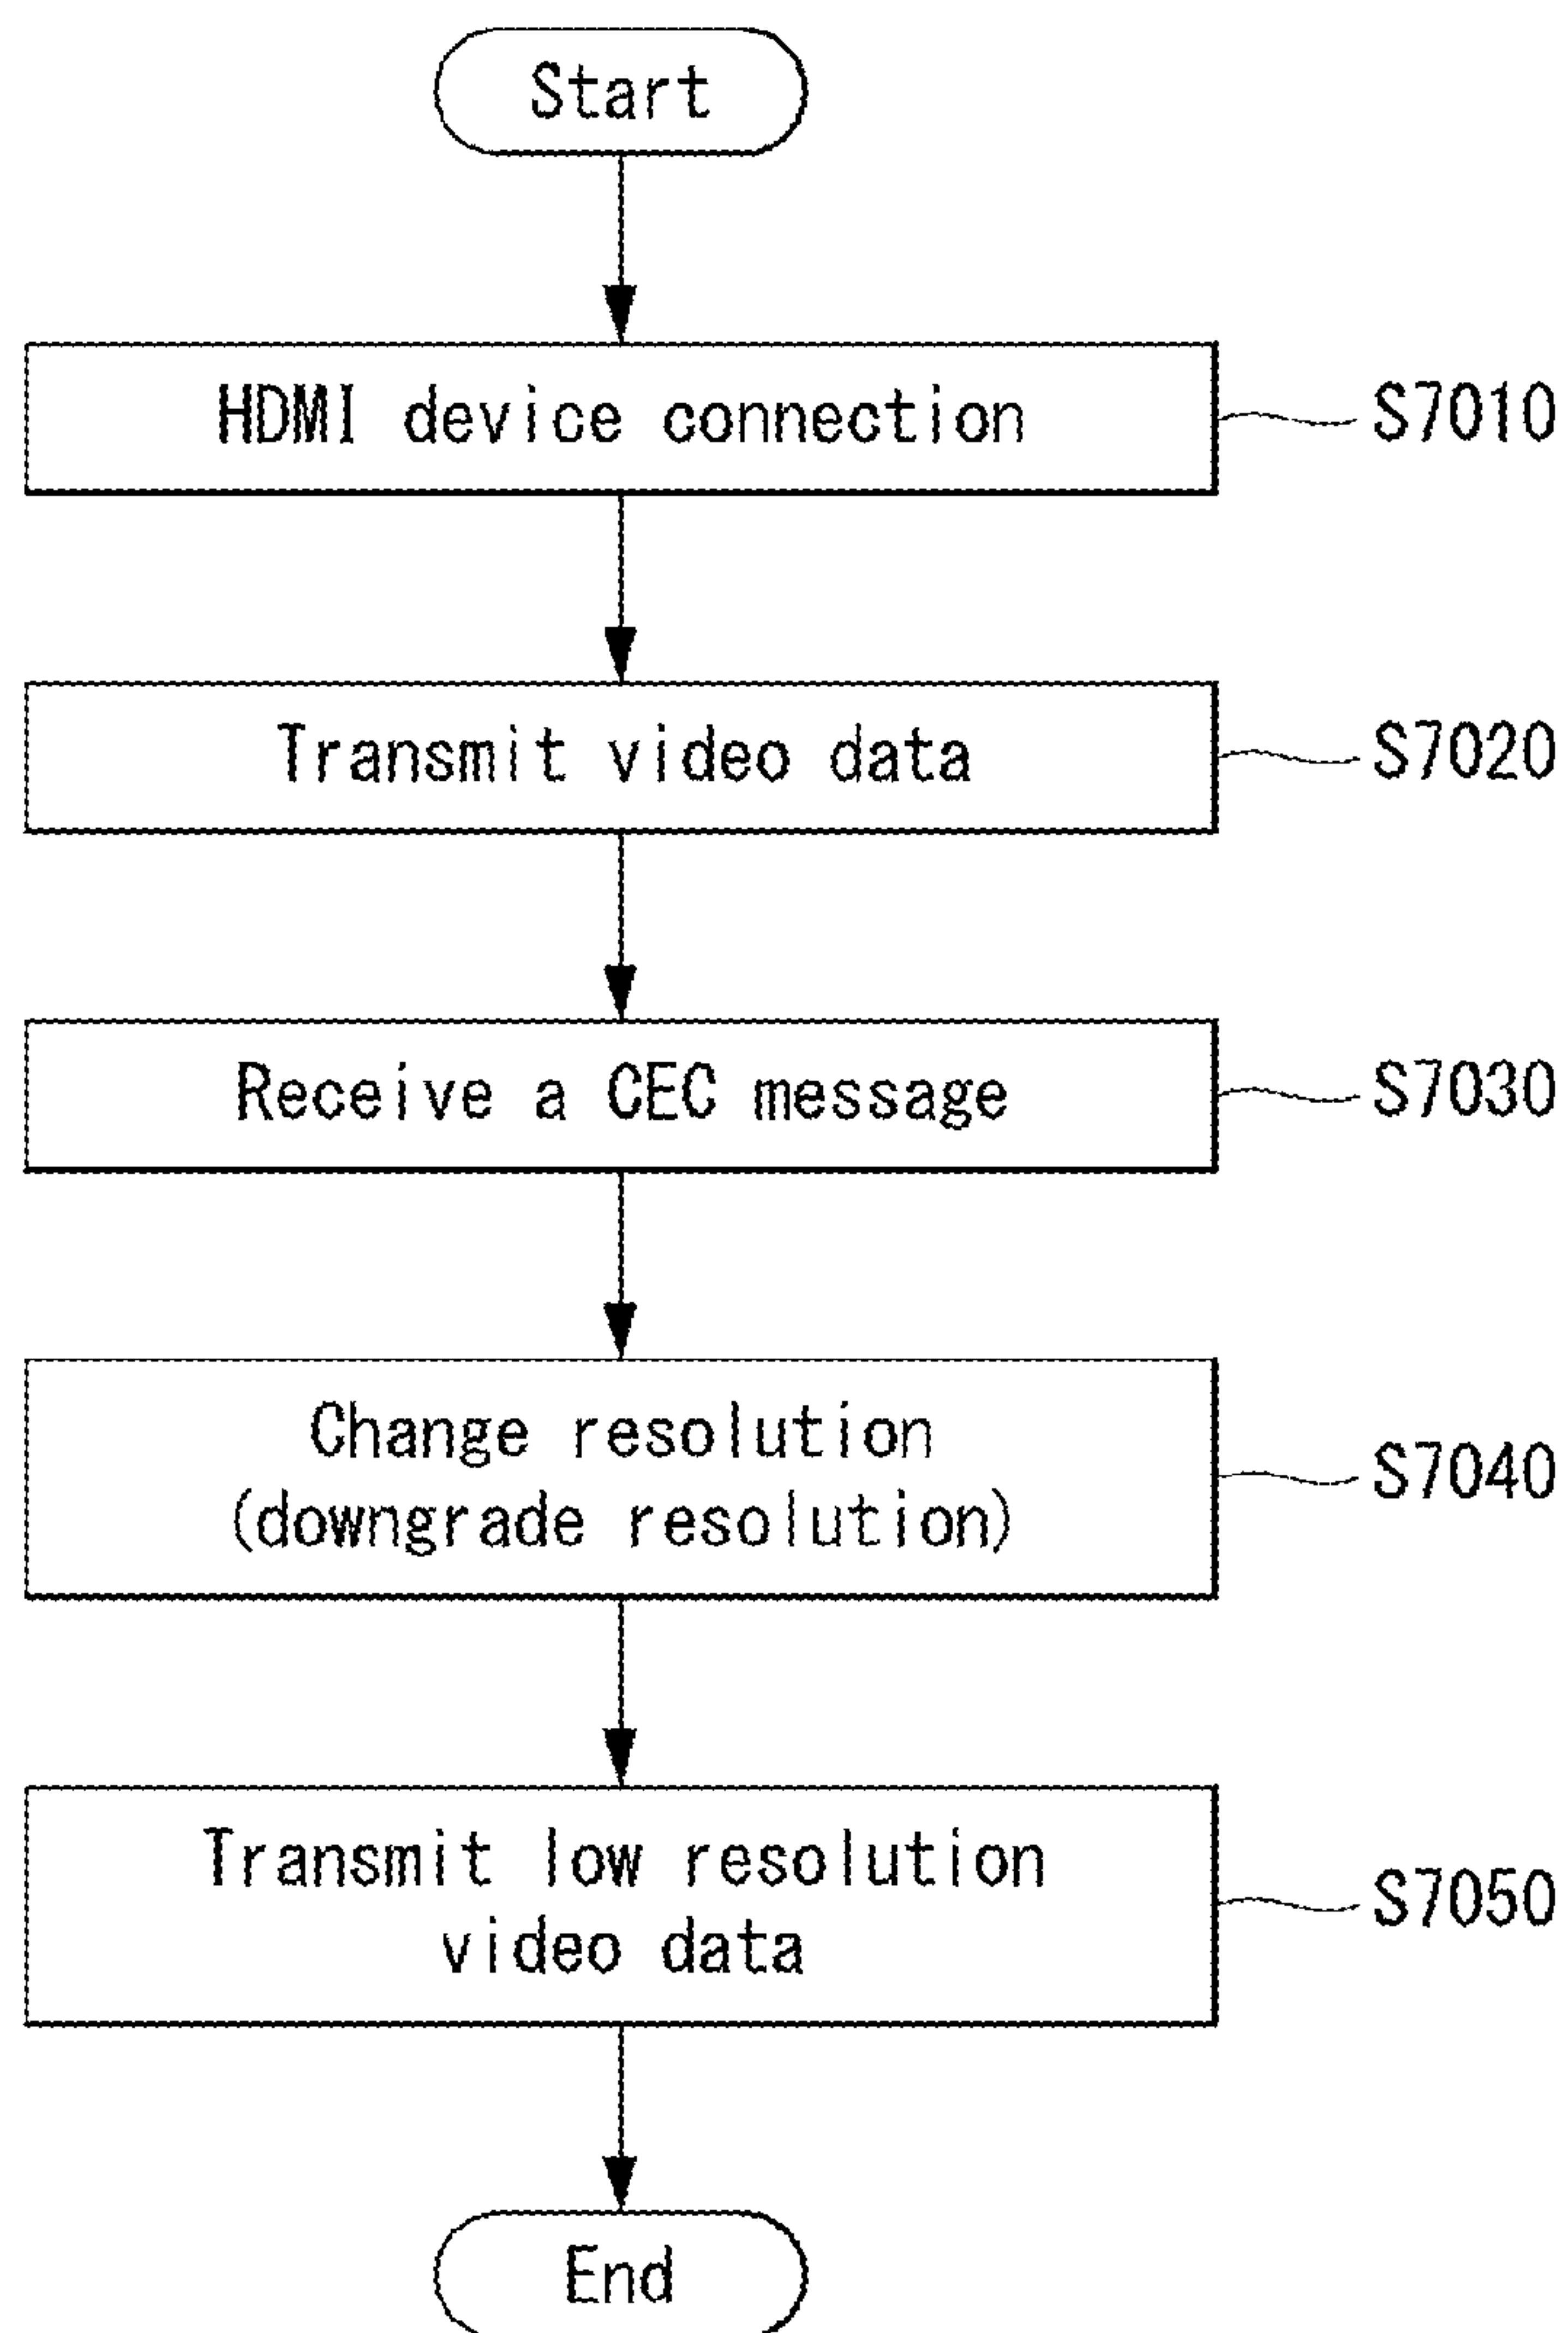 Start
HDMI device connection
S7010
Transmit video data
S7020
Receive a CEC message
S7030
Change resolution
(downgrade resolution)
S7040
Transmit low resolution
video data
S7050
End